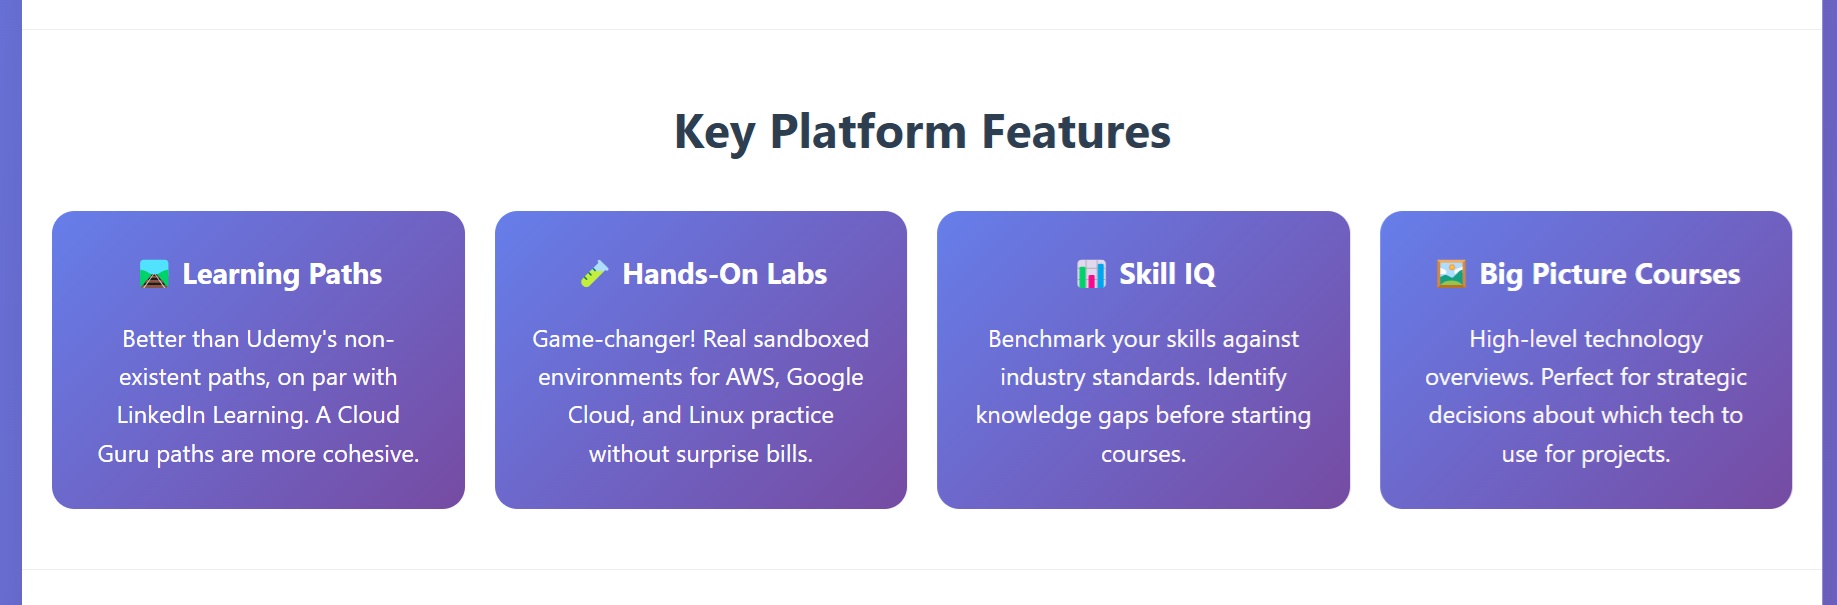 Key Platform Features
Learning Paths
Better than Udemy's non-
existent paths, on par with
LinkedIn Learning. A Cloud
Guru paths are more cohesive.
Hands-On Labs
Game-changer! Real sandboxed
environments for AWS, Google
Cloud, and Linux practice
without surprise bills.
Skill IQ
Benchmark your skills against
industry standards. Identify
knowledge gaps before starting
courses.
Big Picture Courses
High-level technology
overviews. Perfect for strategic
decisions about which tech to
use for projects.